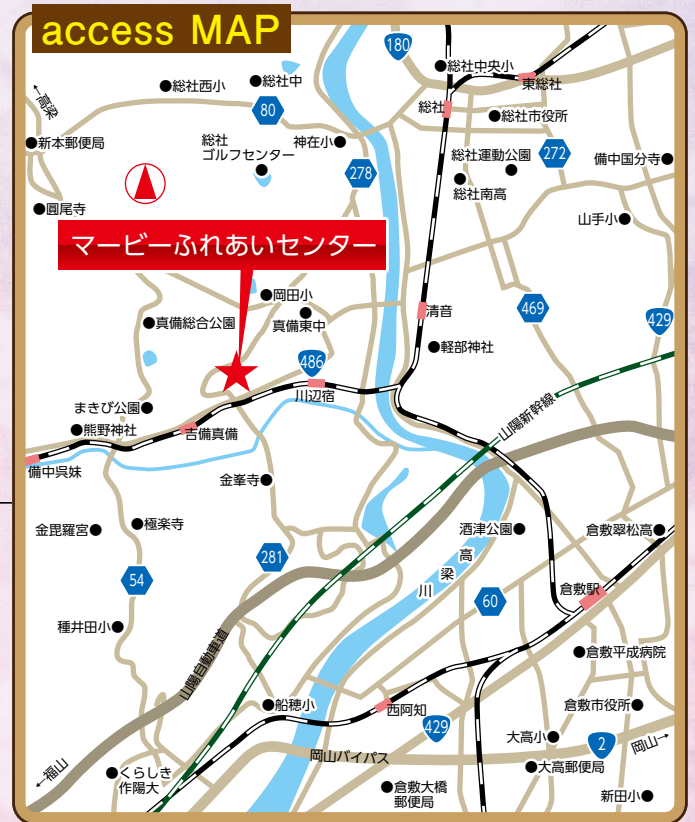 access MAP
180
総社中央小
東総社
総社西小
総社中
←高梁
80
総社
総社市役所
新本郵便局
総社
ゴルフセンター
神在小
278
総社運動公園
272
備中国分寺
総社南高
圓尾寺
山手小
マービーふれあいセンター
岡田小
真備総合公園
真備東中
清音
469
429
486
軽部神社
川辺宿
まきび公園
熊野神社
吉備真備
山陽新幹線
備中呉妹
金峯寺
金毘羅宮
極楽寺
酒津公園
倉敷翠松高
281
高
梁
川
54
60
倉敷駅
種井田小
山陽自動車道
倉敷平成病院
船穂小
西阿知
倉敷市役所
429
大高小
2
岡山→
岡山バイパス
←福山
くらしき
作陽大
大高郵便局
倉敷大橋
郵便局
新田小